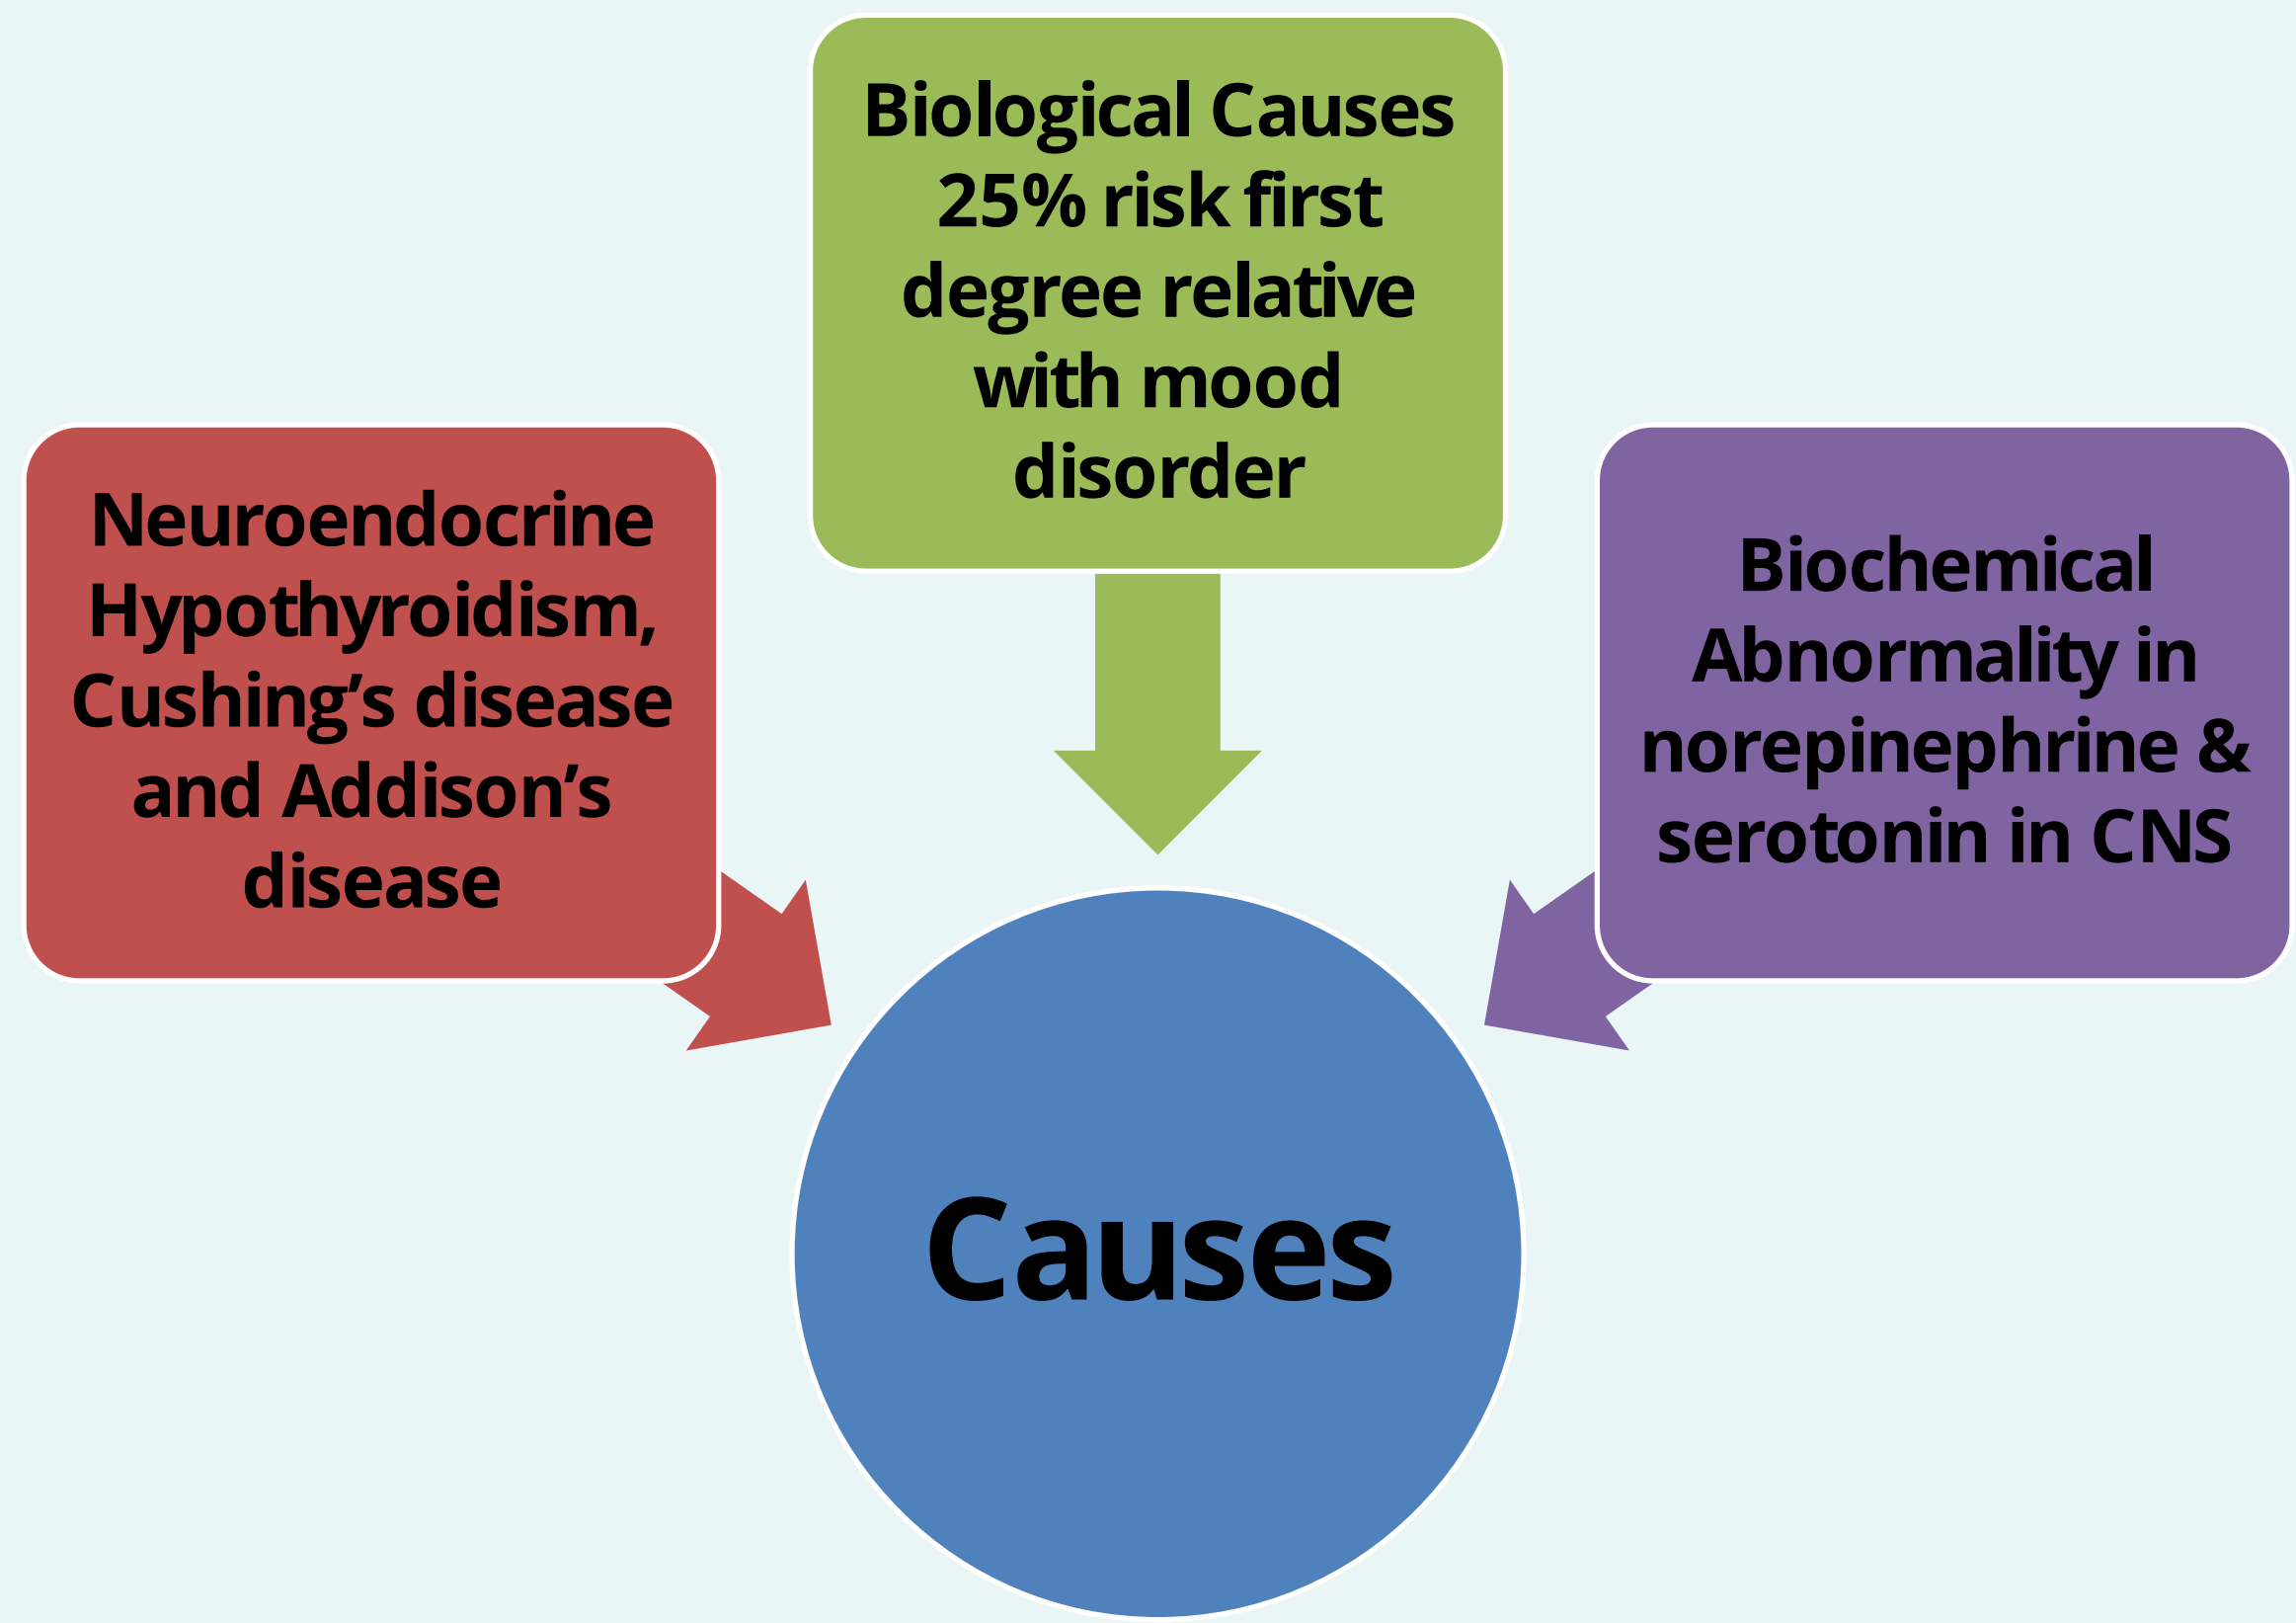 Biological Causes
25% risk first
degree relative
with mood
disorder
Neuroendocrine
Hypothyroidism,
Cushing’s disease
and Addison’s
disease
Biochemical
Abnormality in
norepinephrine &
serotonin in CNS
Causes